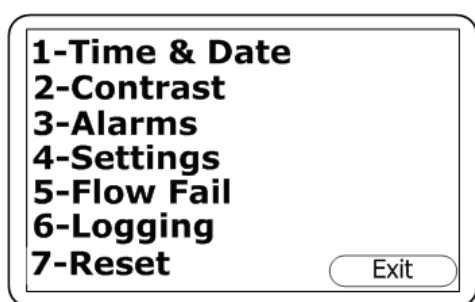 1-Time & Date
2-Contrast
3-Alarms
4-Settings
5-Flow Fail
6-Logging
7-Reset
Exit